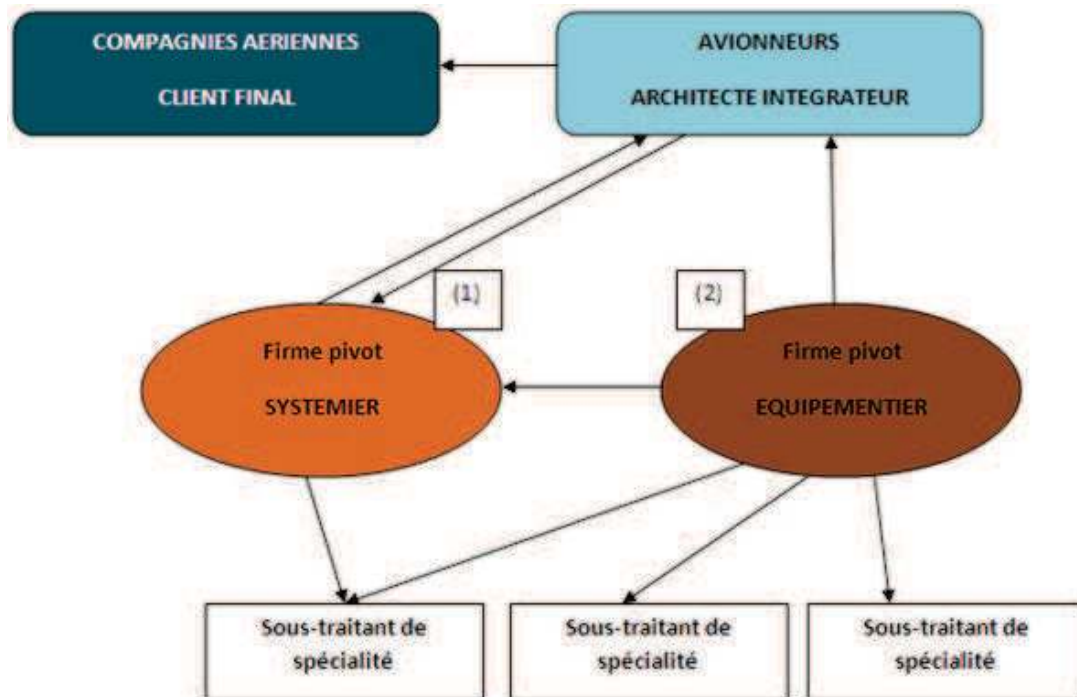 COMPAGNIES AERIENNES
CLIENT FINAL
AVIONNEURS
ARCHITECTE INTEGRATEUR
(1)
(2)
Firme pivot
SYSTEMIER
Firme pivot
EQUIPEMENTIER
Sous-traitant de
spécialité
Sous-traitant de
spécialité
Sous-traitant de
spécialité